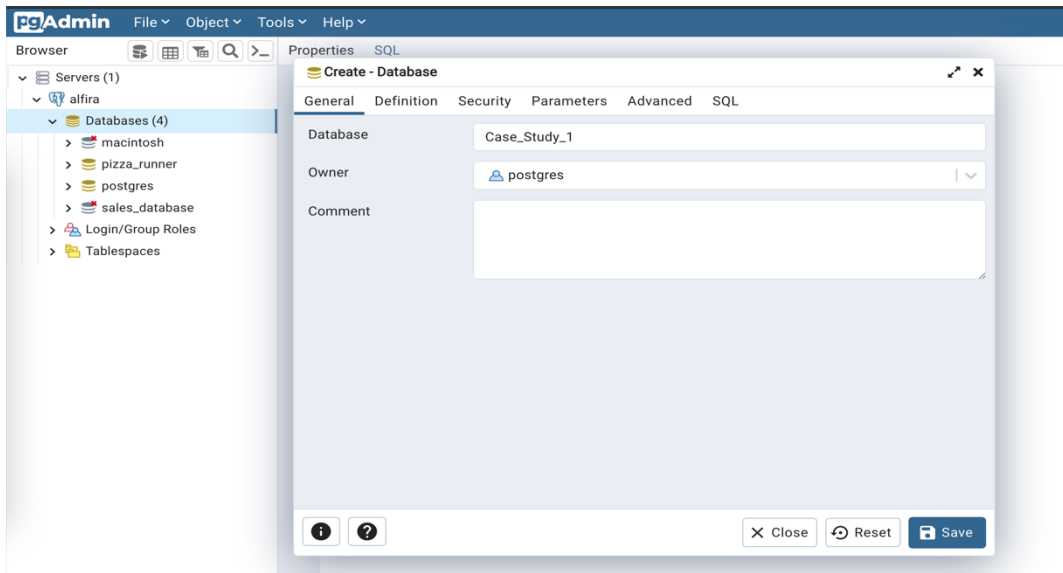 pgAdmin File Object Tools Help
Browser
Properties SQL
Servers (1)
alfira
Databases (4)
macintosh
pizza_runner
postgres
sales_database
Login/Group Roles
Tablespaces
Create - Database
General Definition Security Parameters Advanced SQL
Database Case_Study_1
Owner postgres
Comment
Close Reset Save